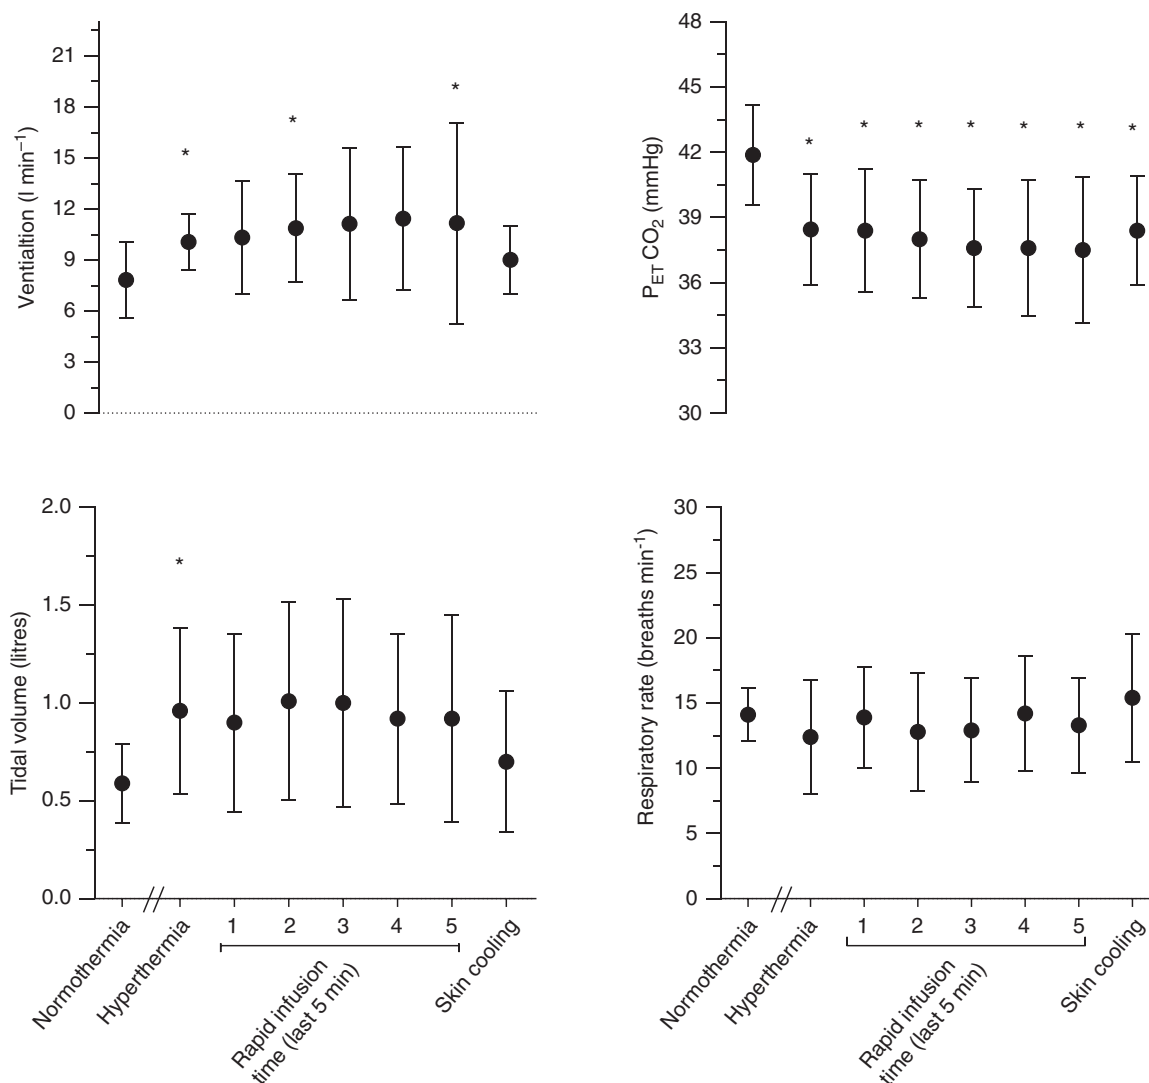 21
18
15
12
9
6
3
0
Ventialtion (l min⁻¹)
*
*
*
48
45
42
39
36
33
30
P_ET CO₂ (mmHg)
*
*
*
*
*
*
*
2.0
1.5
1.0
0.5
0.0
Tidal volume (litres)
*
Normothermia
Hyperthermia
1 2 3 4 5
Rapid infusion
time (last 5 min)
Skin cooling
30
25
20
15
10
5
0
Respiratory rate (breaths min⁻¹)
Normothermia
Hyperthermia
1 2 3 4 5
Rapid infusion
time (last 5 min)
Skin cooling